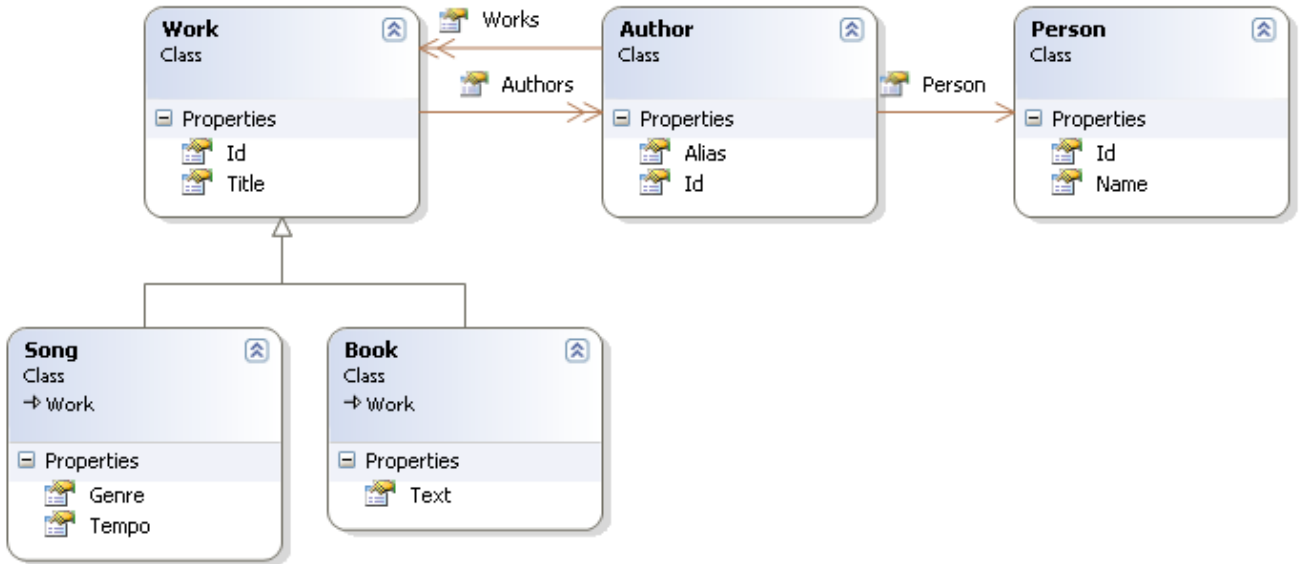 Work
Class
Properties
Id
Title
Works
Authors
Author
Class
Properties
Alias
Id
Person
Person
Class
Properties
Id
Name
Song
Class
Work
Properties
Genre
Tempo
Book
Class
Work
Properties
Text